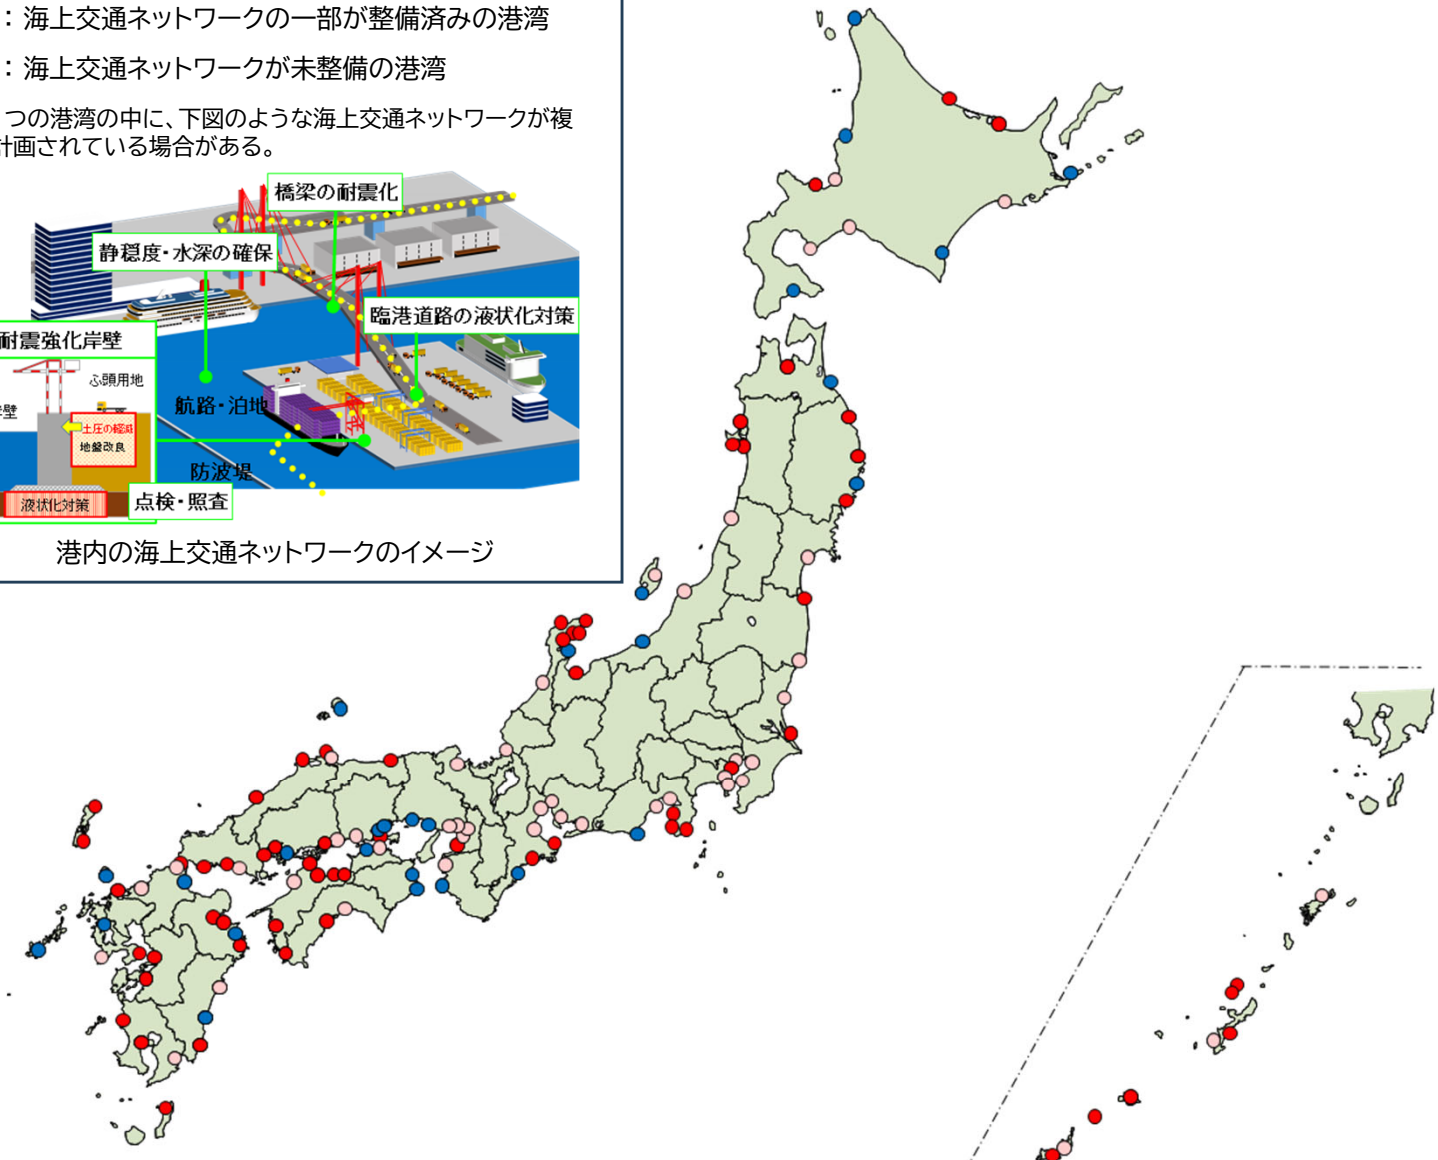 ：海上交通ネットワークの一部が整備済みの港湾
：海上交通ネットワークが未整備の港湾
つの港湾の中に、下図のような海上交通ネットワークが複
計画されている場合がある。
橋梁の耐震化
静穏度・水深の確保
臨港道路の液状化対策
耐震強化岸壁
ふ頭用地
壁
土圧の軽減
地盤改良
航路・泊地
防波堤
液状化対策
点検・照査
港内の海上交通ネットワークのイメージ